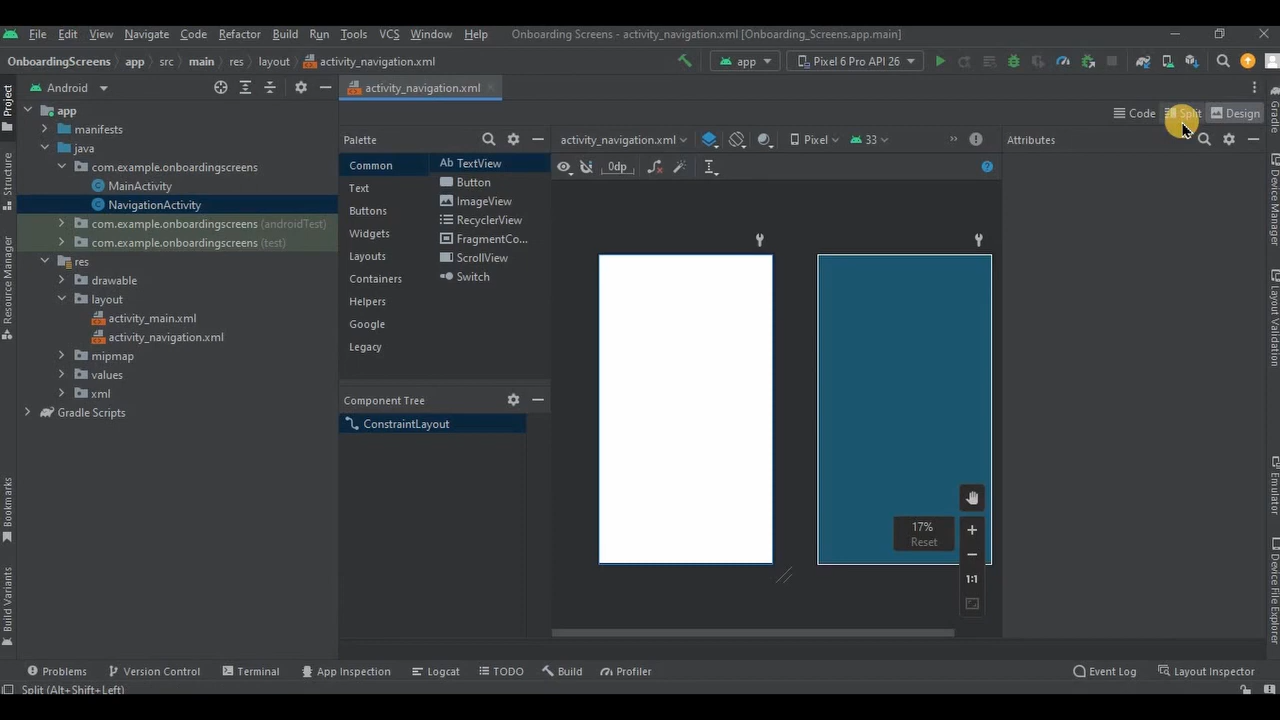 File Edit View Navigate Code Refactor Build Run Tools VCS Window Help Onboarding Screens - activity_navigation.xml [Onboarding_Screens.app.main]
OnboardingScreens app src main res layout activity_navigation.xml app Pixel 6 Pro API 26
Project
Android
activity_navigation.xml
Code Split Design
app
manifests
java
com.example.onboardingscreens
MainActivity
NavigationActivity
com.example.onboardingscreens (androidTest)
com.example.onboardingscreens (test)
res
drawable
layout
activity_main.xml
activity_navigation.xml
mipmap
values
xml
Gradle Scripts
Palette
Common
Text
Buttons
Widgets
Layouts
Containers
Helpers
Google
Legacy
Ab TextView
Button
ImageView
RecyclerView
FragmentCo...
ScrollView
Switch
Component Tree
ConstraintLayout
activity_navigation.xml Pixel 33
0dp
17%
Reset
1:1
Attributes
Structure
Resource Manager
Bookmarks
Build Variants
Gradle
Device Manager
Layout Validation
Emulator
Device File Explorer
Problems Version Control Terminal App Inspection Logcat TODO Build Profiler Event Log Layout Inspector
Split (Alt+Shift+Left)